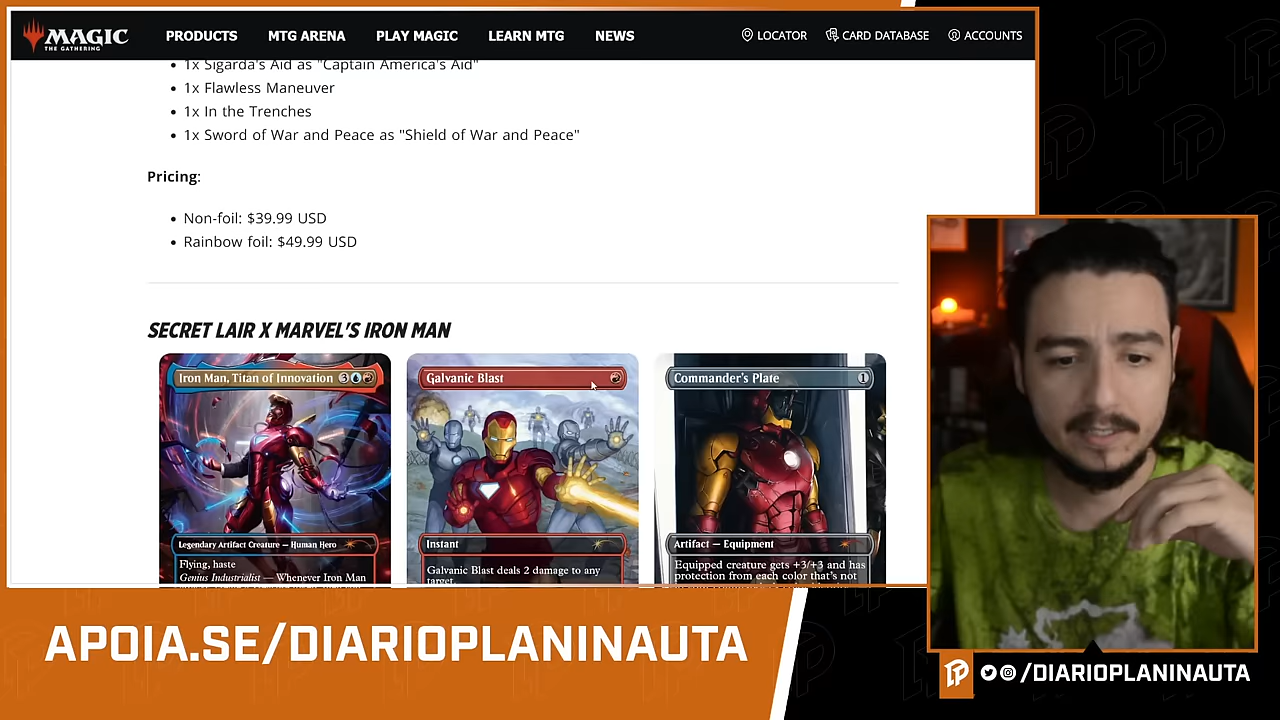 MAGIC
THE GATHERING
PRODUCTS
MTG ARENA
PLAY MAGIC
LEARN MTG
NEWS
LOCATOR
CARD DATABASE
ACCOUNTS
• 1x Sigarda's Aid as "Captain America's Aid"
• 1x Flawless Maneuver
• 1x In the Trenches
• 1x Sword of War and Peace as "Shield of War and Peace"
Pricing:
• Non-foil: $39.99 USD
• Rainbow foil: $49.99 USD
SECRET LAIR X MARVEL'S IRON MAN
Iron Man, Titan of Innovation 3
Legendary Artifact Creature — Human Hero
Flying, haste
Genius Industrialist — Whenever Iron Man
Galvanic Blast
Instant
Galvanic Blast deals 2 damage to any
target.
Commander's Plate 1
Artifact — Equipment
Equipped creature gets +3/+3 and has
protection from each color that's not
APOIA.SE/DIARIOPLANINAUTA
/DIARIOPLANINAUTA